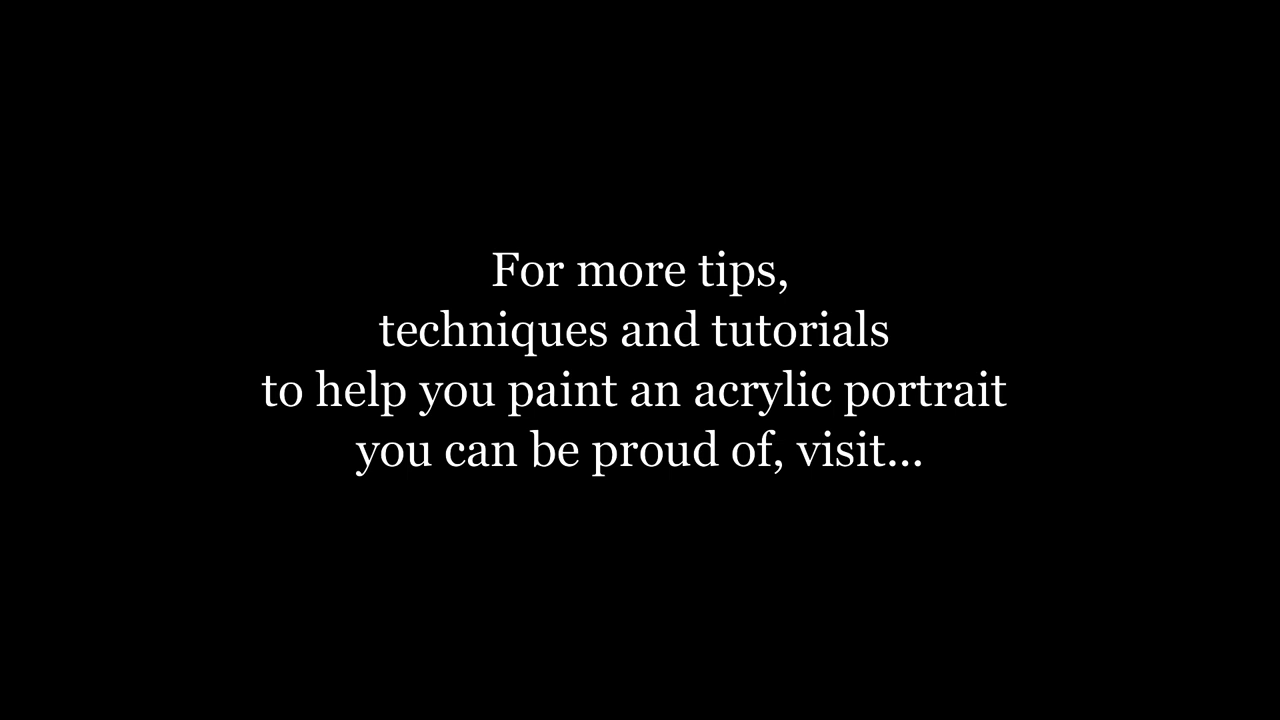 For more tips,
techniques and tutorials
to help you paint an acrylic portrait
you can be proud of, visit...